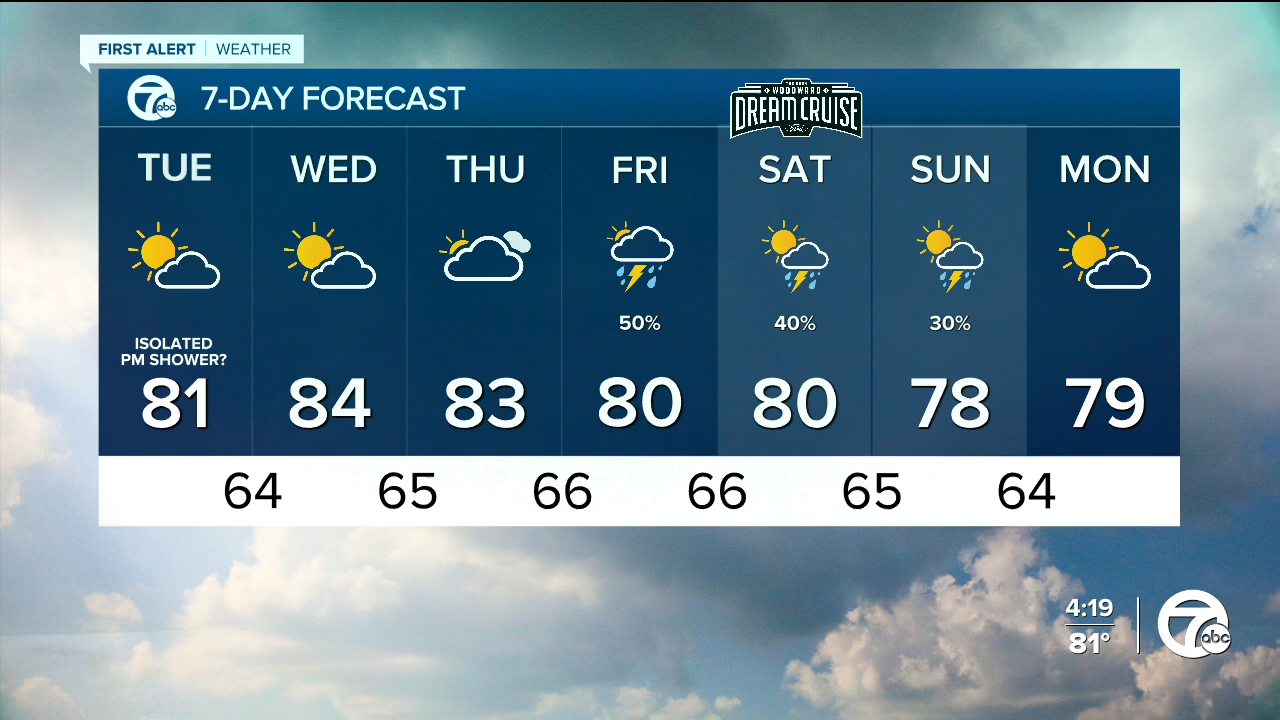 FIRST ALERT | WEATHER
7 abc 7-DAY FORECAST
WOODWARD
DREAM CRUISE
Ford
TUE WED THU FRI SAT SUN MON
50% 40% 30%
ISOLATED
PM SHOWER?
81 84 83 80 80 78 79
64 65 66 66 65 64
4:19
81°
7 abc